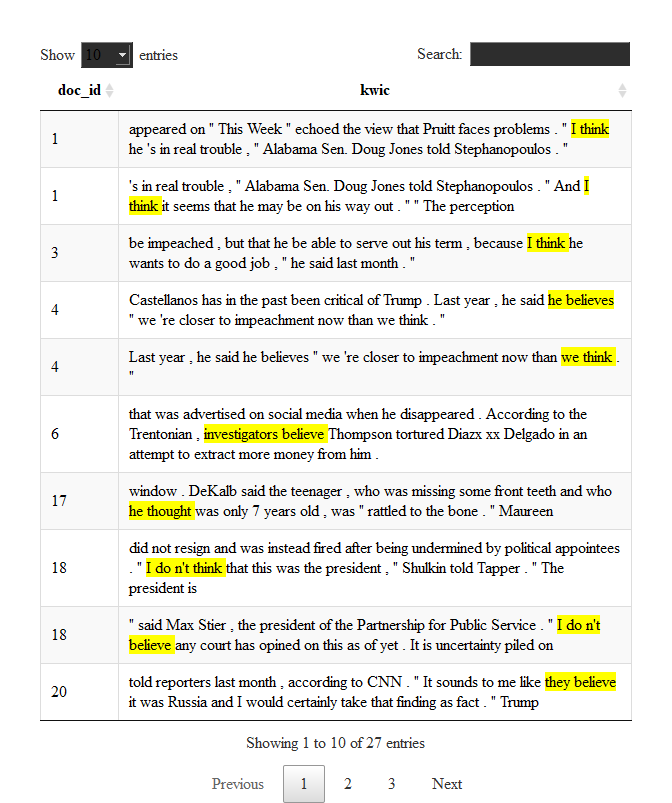 Show 10 entries Search:
doc_id kwic
1 appeared on " This Week " echoed the view that Pruitt faces problems . " I think
he 's in real trouble , " Alabama Sen. Doug Jones told Stephanopoulos . "
1 's in real trouble , " Alabama Sen. Doug Jones told Stephanopoulos . " And I
think it seems that he may be on his way out . " " The perception
3 be impeached , but that he be able to serve out his term , because I think he
wants to do a good job , " he said last month . "
4 Castellanos has in the past been critical of Trump . Last year , he said he believes
" we 're closer to impeachment now than we think . "
4 Last year , he said he believes " we 're closer to impeachment now than we think .
"
6 that was advertised on social media when he disappeared . According to the
Trentonian , investigators believe Thompson tortured Diazx xx Delgado in an
attempt to extract more money from him .
17 window . DeKalb said the teenager , who was missing some front teeth and who
he thought was only 7 years old , was " rattled to the bone . " Maureen
18 did not resign and was instead fired after being undermined by political appointees
. " I do n't think that this was the president , " Shulkin told Tapper . " The
president is
18 " said Max Stier , the president of the Partnership for Public Service . " I do n't
believe any court has opined on this as of yet . It is uncertainty piled on
20 told reporters last month , according to CNN . " It sounds to me like they believe
it was Russia and I would certainly take that finding as fact . " Trump
Showing 1 to 10 of 27 entries
Previous 1 2 3 Next